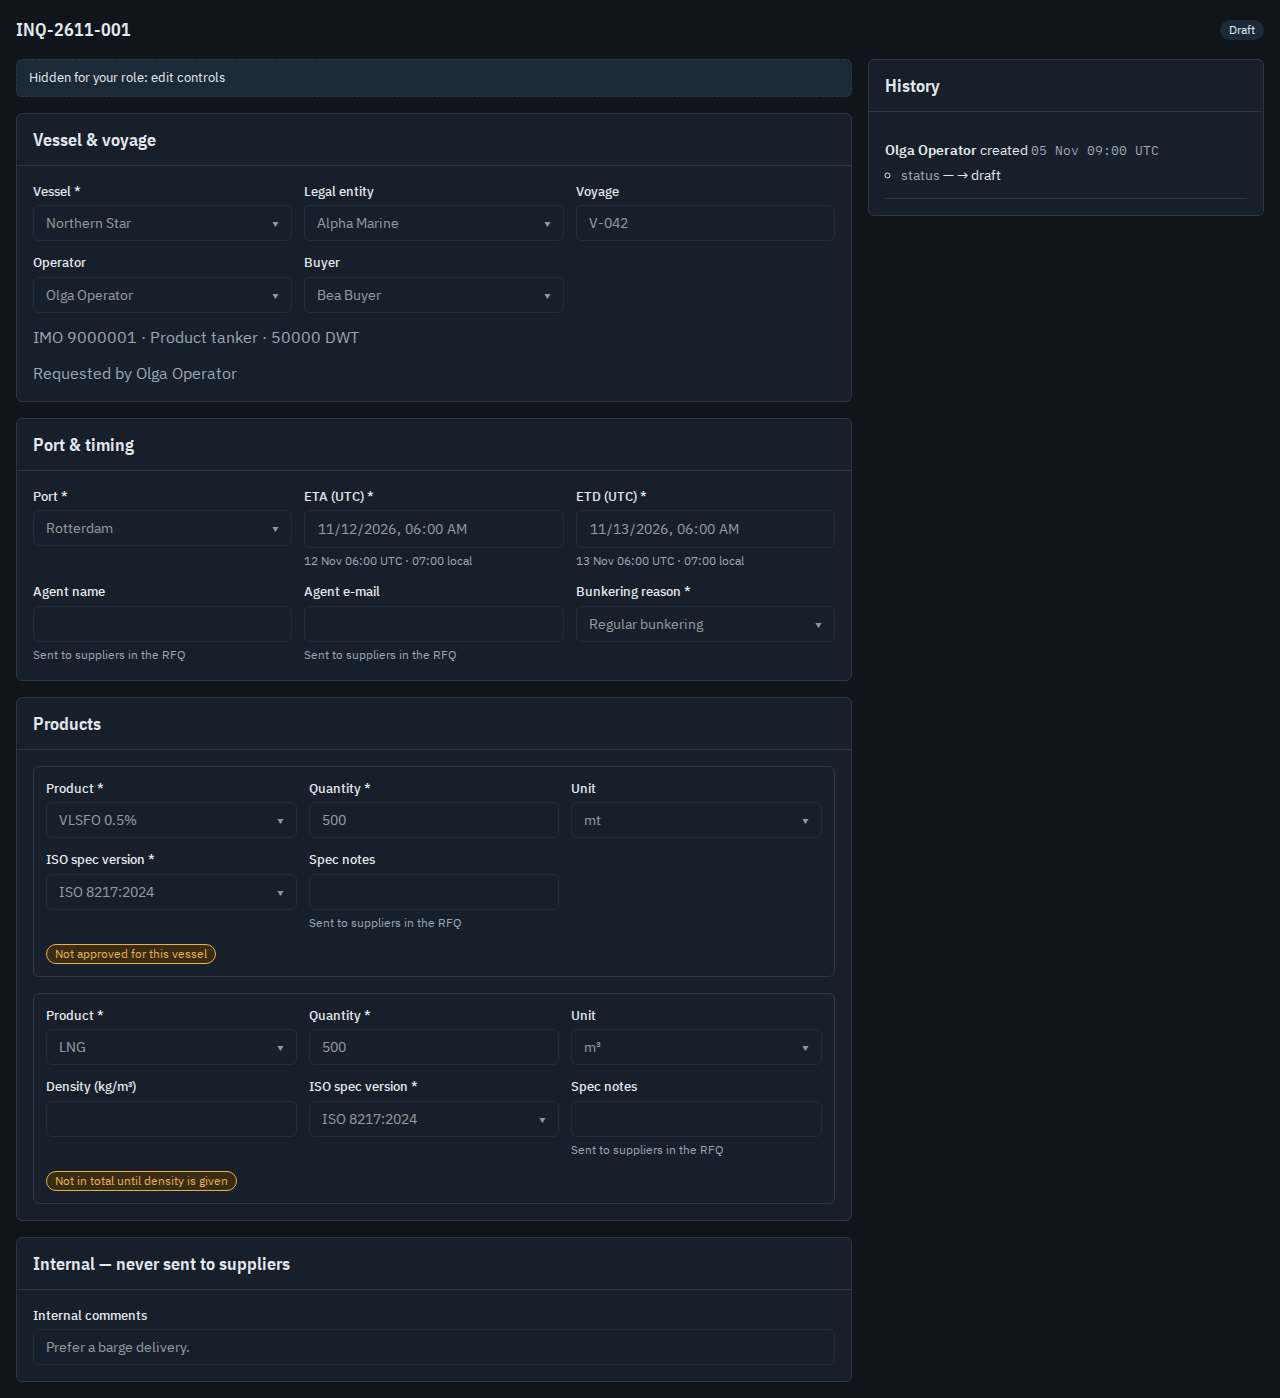 INQ-2611-001
Draft
Hidden for your role: edit controls
Vessel & voyage
Vessel *
Legal entity
Voyage
Northern Star
Alpha Marine
V-042
Operator
Buyer
Olga Operator
Bea Buyer
IMO 9000001 · Product tanker · 50000 DWT
Requested by Olga Operator
Port & timing
Port *
ETA (UTC) *
ETD (UTC) *
Rotterdam
11/12/2026, 06:00 AM
11/13/2026, 06:00 AM
12 Nov 06:00 UTC · 07:00 local
13 Nov 06:00 UTC · 07:00 local
Agent name
Agent e-mail
Bunkering reason *
Regular bunkering
Sent to suppliers in the RFQ
Sent to suppliers in the RFQ
Products
Product *
Quantity *
Unit
VLSFO 0.5%
500
mt
ISO spec version *
Spec notes
ISO 8217:2024
Sent to suppliers in the RFQ
Not approved for this vessel
Product *
Quantity *
Unit
LNG
500
m³
Density (kg/m³)
ISO spec version *
Spec notes
ISO 8217:2024
Sent to suppliers in the RFQ
Not in total until density is given
Internal — never sent to suppliers
Internal comments
Prefer a barge delivery.
History
Olga Operator created 05 Nov 09:00 UTC
status — → draft